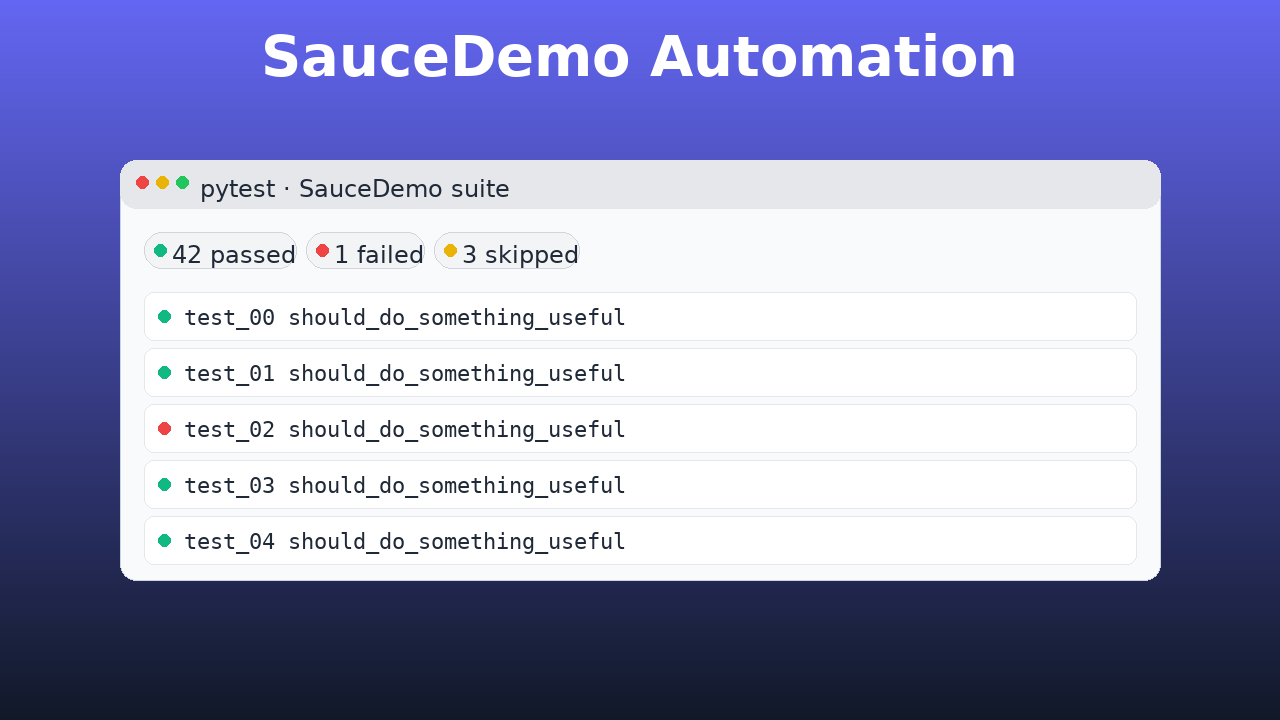 SauceDemo Automation
pytest · SauceDemo suite
42 passed 1 failed 3 skipped
test_00 should_do_something_useful
test_01 should_do_something_useful
test_02 should_do_something_useful
test_03 should_do_something_useful
test_04 should_do_something_useful